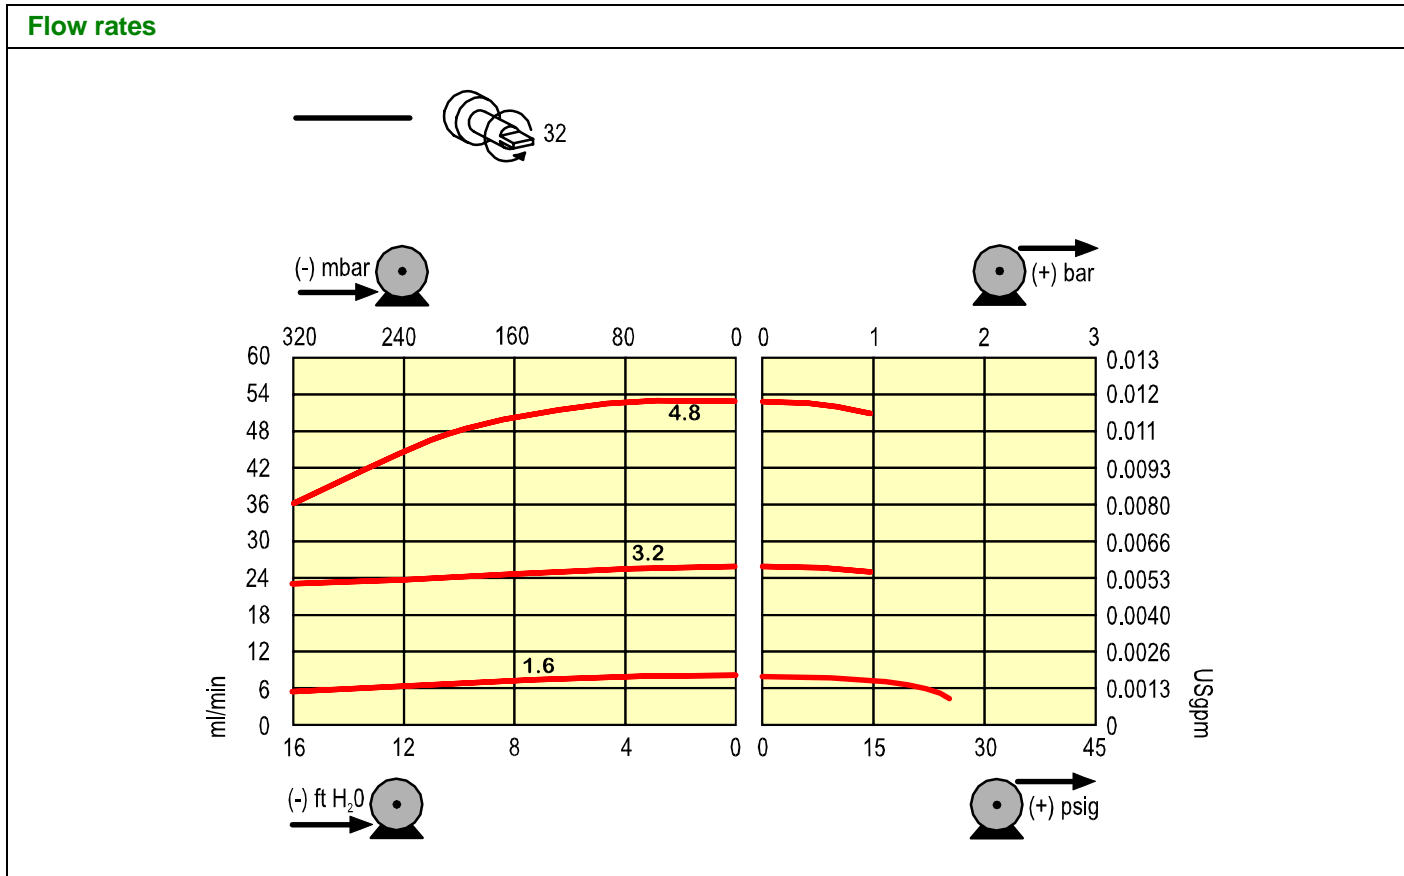 Flow rates
32
(-) mbar
(+) bar
320 240 160 80 0 0 1 2 3
60 0.013
54 0.012
4.8
48 0.011
42 0.0093
36 0.0080
30 0.0066
3.2
24 0.0053
18 0.0040
12 0.0026
1.6
6 0.0013
0 0
ml/min
USgpm
16 12 8 4 0 0 15 30 45
(-) ft H₂0
(+) psig